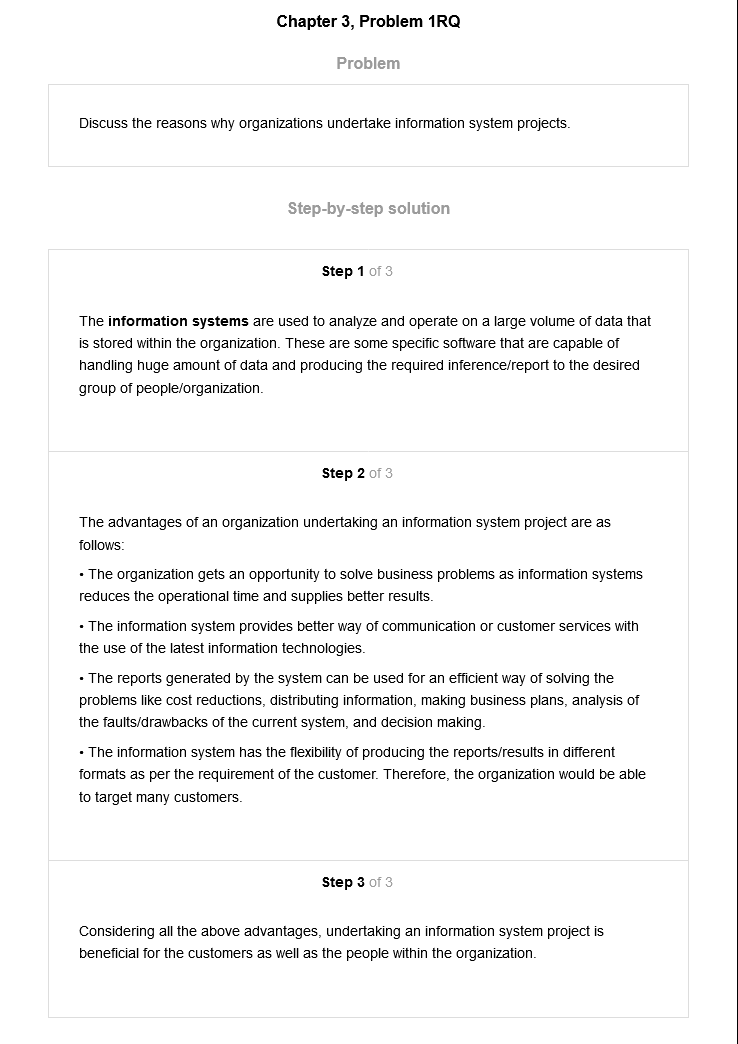 Chapter 3, Problem 1RQ
Problem
Discuss the reasons why organizations undertake information system projects.
Step-by-step solution
Step 1 of 3
The information systems are used to analyze and operate on a large volume of data that
is stored within the organization. These are some specific software that are capable of
handling huge amount of data and producing the required inference/report to the desired
group of people/organization.
Step 2 of 3
The advantages of an organization undertaking an information system project are as
follows:
• The organization gets an opportunity to solve business problems as information systems
reduces the operational time and supplies better results.
• The information system provides better way of communication or customer services with
the use of the latest information technologies.
• The reports generated by the system can be used for an efficient way of solving the
problems like cost reductions, distributing information, making business plans, analysis of
the faults/drawbacks of the current system, and decision making.
• The information system has the flexibility of producing the reports/results in different
formats as per the requirement of the customer. Therefore, the organization would be able
to target many customers.
Step 3 of 3
Considering all the above advantages, undertaking an information system project is
beneficial for the customers as well as the people within the organization.